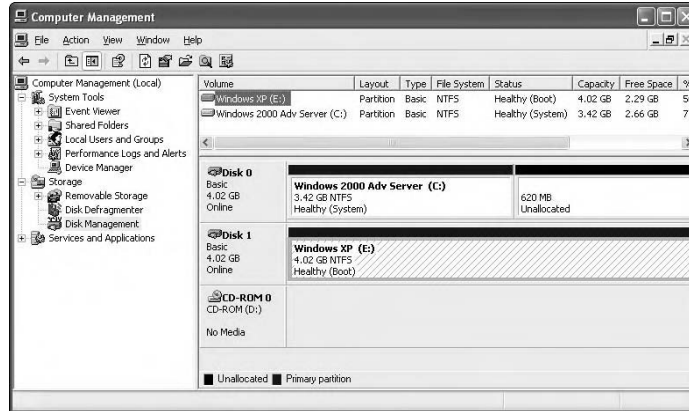 Computer Management
File Action View Window Help
Computer Management (Local)
System Tools
Event Viewer
Shared Folders
Local Users and Groups
Performance Logs and Alerts
Device Manager
Storage
Removable Storage
Disk Defragmenter
Disk Management
Services and Applications
Volume Layout Type File System Status Capacity Free Space %
Windows XP (E:) Partition Basic NTFS Healthy (Boot) 4.02 GB 2.29 GB 5
Windows 2000 Adv Server (C:) Partition Basic NTFS Healthy (System) 3.42 GB 2.66 GB 7
Disk 0
Basic
4.02 GB
Online
Windows 2000 Adv Server (C:)
3.42 GB NTFS
Healthy (System)
620 MB
Unallocated
Disk 1
Basic
4.02 GB
Online
Windows XP (E:)
4.02 GB NTFS
Healthy (Boot)
CD-ROM 0
CD-ROM (D:)
No Media
Unallocated Primary partition